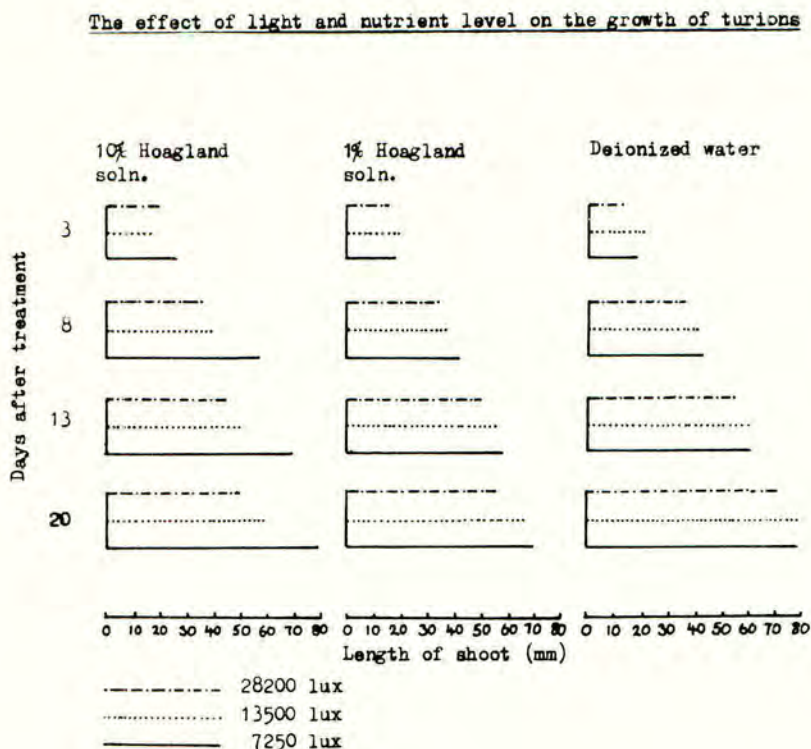 The effect of light and nutrient level on the growth of turions
10% Hoagland soln.
1% Hoagland soln.
Deionized water
Days after treatment
3
8
13
20
0 10 20 30 40 50 60 70 80
0 10 20 30 40 50 60 70 80
0 10 20 30 40 50 60 70 80
Length of shoot (mm)
28200 lux
13500 lux
7250 lux